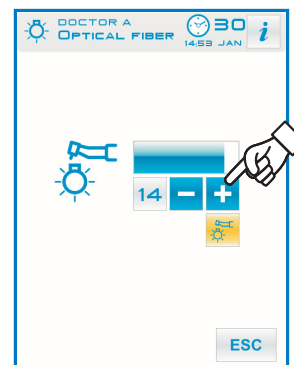 DOCTOR A
OPTICAL FIBER
30
14:53 JAN
i
14 - +
ESC